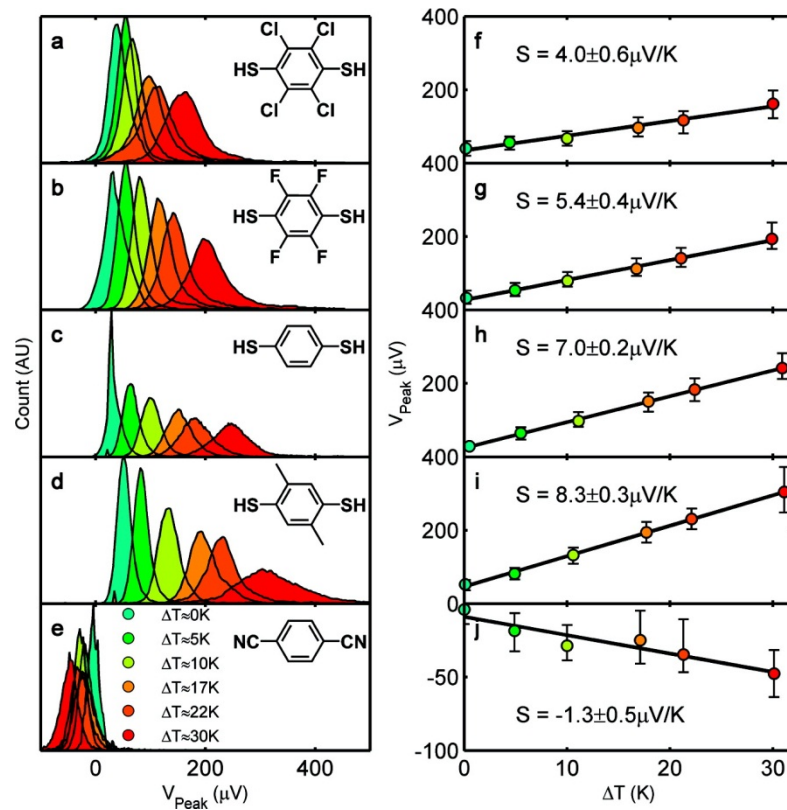 a
Cl
Cl
HS
SH
Cl
Cl
b
F
F
HS
SH
F
F
c
HS
SH
d
HS
SH
e
ΔT≈0K
ΔT≈5K
ΔT≈10K
ΔT≈17K
ΔT≈22K
ΔT≈30K
NC
CN
Count (AU)
0
200
400
V_Peak (μV)
f
S = 4.0±0.6μV/K
400
200
400
g
S = 5.4±0.4μV/K
200
400
h
S = 7.0±0.2μV/K
200
400
i
S = 8.3±0.3μV/K
200
0
j
S = -1.3±0.5μV/K
-50
-100
V_Peak (μV)
0
10
20
30
ΔT (K)